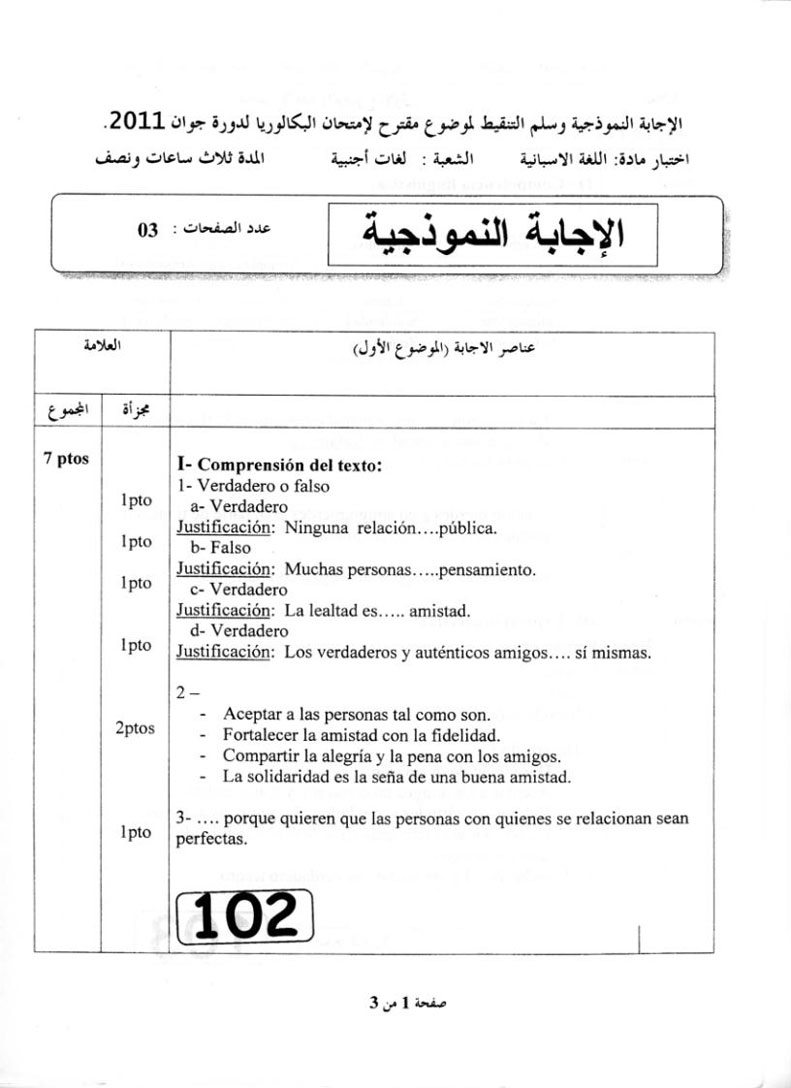 الإجابة النموذجية وسلم التنقيط لموضوع مقترح لإمتحان البكالوريا لدورة جوان 2011.
اختبار مادة: اللغة الاسبانية الشعبة : لغات أجنبية المدة ثلاث ساعات ونصف
الإجابة النموذجية عدد الصفحات : 03
عناصر الاجابة (الموضوع الأول) العلامة
مجزأة المجموع
7 ptos
I- Comprensión del texto:
1- Verdadero o falso
1pto a- Verdadero
Justificación: Ninguna relación….pública.
1pto b- Falso
Justificación: Muchas personas…..pensamiento.
1pto c- Verdadero
Justificación: La lealtad es….. amistad.
d- Verdadero
1pto Justificación: Los verdaderos y auténticos amigos…. sí mismas.
2 –
2ptos - Aceptar a las personas tal como son.
- Fortalecer la amistad con la fidelidad.
- Compartir la alegría y la pena con los amigos.
- La solidaridad es la seña de una buena amistad.
1pto 3- …. porque quieren que las personas con quienes se relacionan sean
perfectas.
102
صفحة 1 من 3